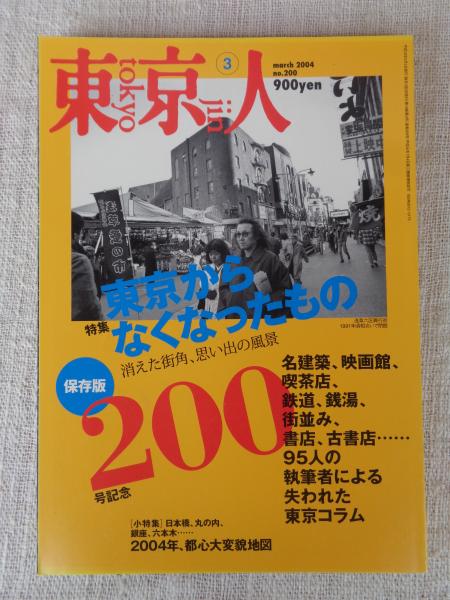 東京人
tokyo jin
3
march 2004
no.200
900yen
特集
東京から
なくなったもの
消えた街角、思い出の風景
保存版
200
号記念
名建築、映画館、
喫茶店、
鉄道、銭湯、
街並み、
書店、古書店……
95人の
執筆者による
失われた
東京コラム
[小特集] 日本橋、丸の内、
銀座、六本木……
2004年、都心大変貌地図